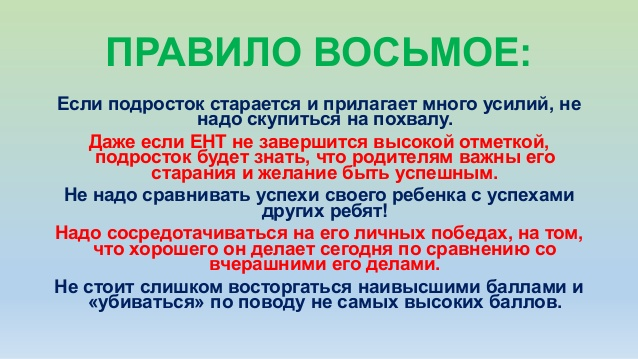 ПРАВИЛО ВОСЬМОЕ:
Если подросток старается и прилагает много усилий, не
надо скупиться на похвалу.
Даже если ЕНТ не завершится высокой отметкой,
подросток будет знать, что родителям важны его
старания и желание быть успешным.
Не надо сравнивать успехи своего ребенка с успехами
других ребят!
Надо сосредотачиваться на его личных победах, на том,
что хорошего он делает сегодня по сравнению со
вчерашними его делами.
Не стоит слишком восторгаться наивысшими баллами и
«убиваться» по поводу не самых высоких баллов.